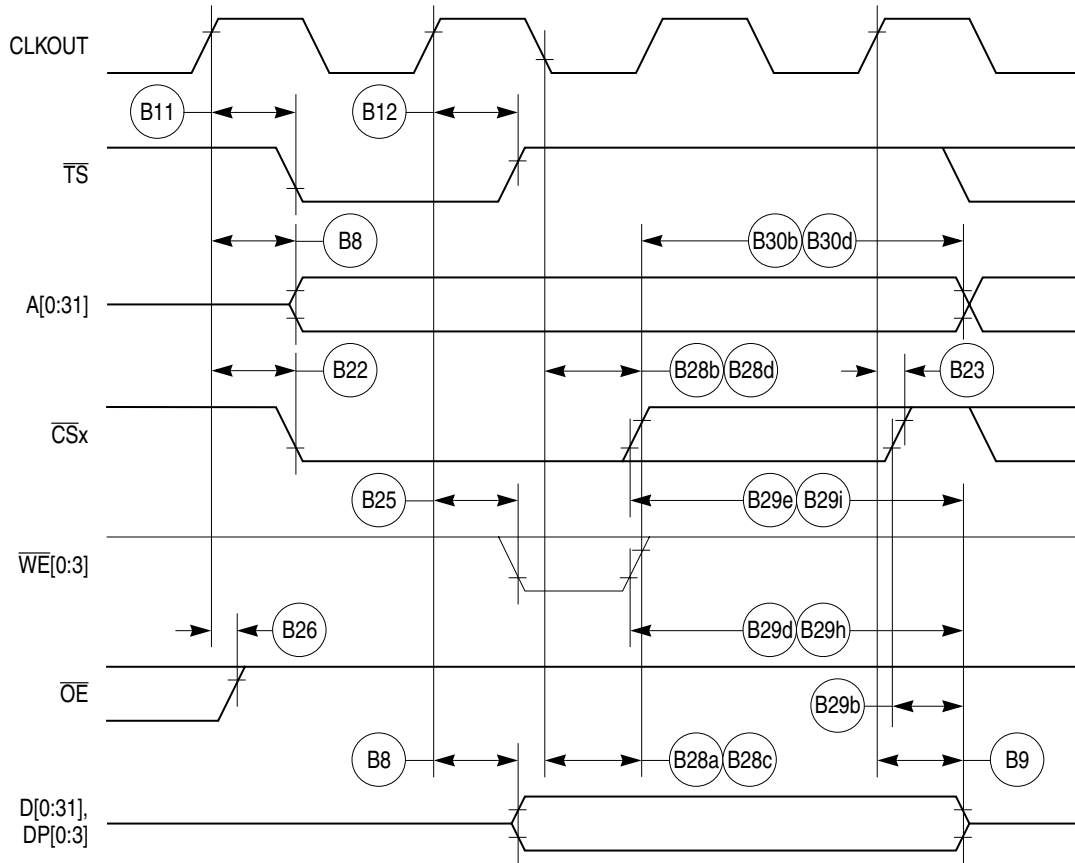 CLKOUT
B11
B12
TS
B8
B30b B30d
A[0:31]
B22
B28b B28d
B23
CSx
B25
B29e B29i
WE[0:3]
B26
B29d B29h
OE
B29b
B8
B28a B28c
B9
D[0:31],
DP[0:3]